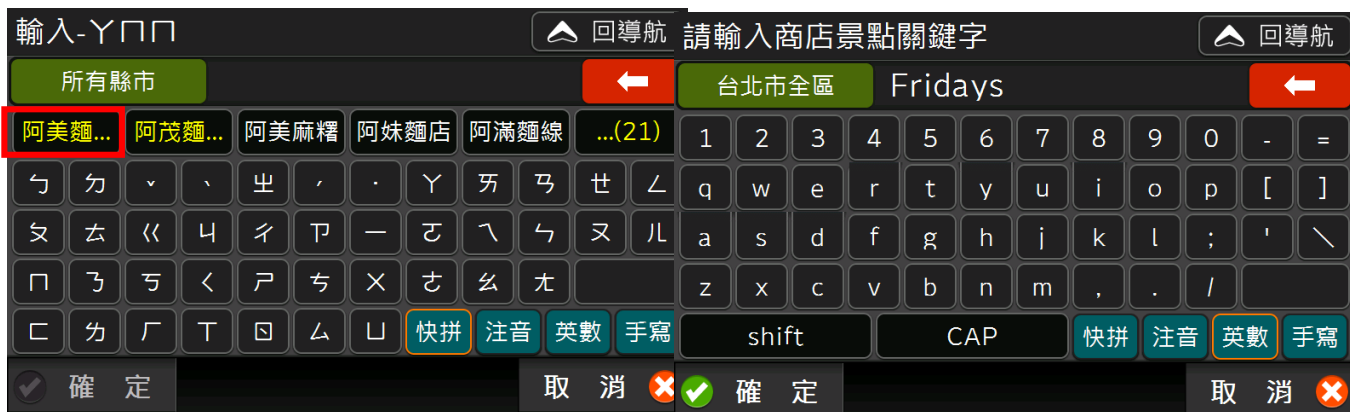 輸入-ㄚㄇㄇ
回導航
所有縣市
阿美麵... 阿茂麵... 阿美麻糬 阿妹麵店 阿滿麵線 ...(21)
ㄅ ㄉ ˇ ˋ ㄓ ˊ ˙ ㄚ ㄞ ㄢ ㄝ ㄥ
ㄆ ㄊ ㄍ ㄐ ㄔ ㄗ ㄧ ㄛ ㄟ ㄣ ㄡ ㄦ
ㄇ ㄋ ㄎ ㄑ ㄕ ㄘ ㄨ ㄜ ㄠ ㄤ
ㄈ ㄌ ㄏ ㄒ ㄖ ㄙ ㄩ 快拼 注音 英數 手寫
確 定
取 消
請輸入商店景點關鍵字
回導航
台北市全區
Fridays
1 2 3 4 5 6 7 8 9 0 - =
q w e r t y u i o p [ ]
a s d f g h j k l ; ' \
z x c v b n m , . /
shift CAP 快拼 注音 英數 手寫
確 定
取 消